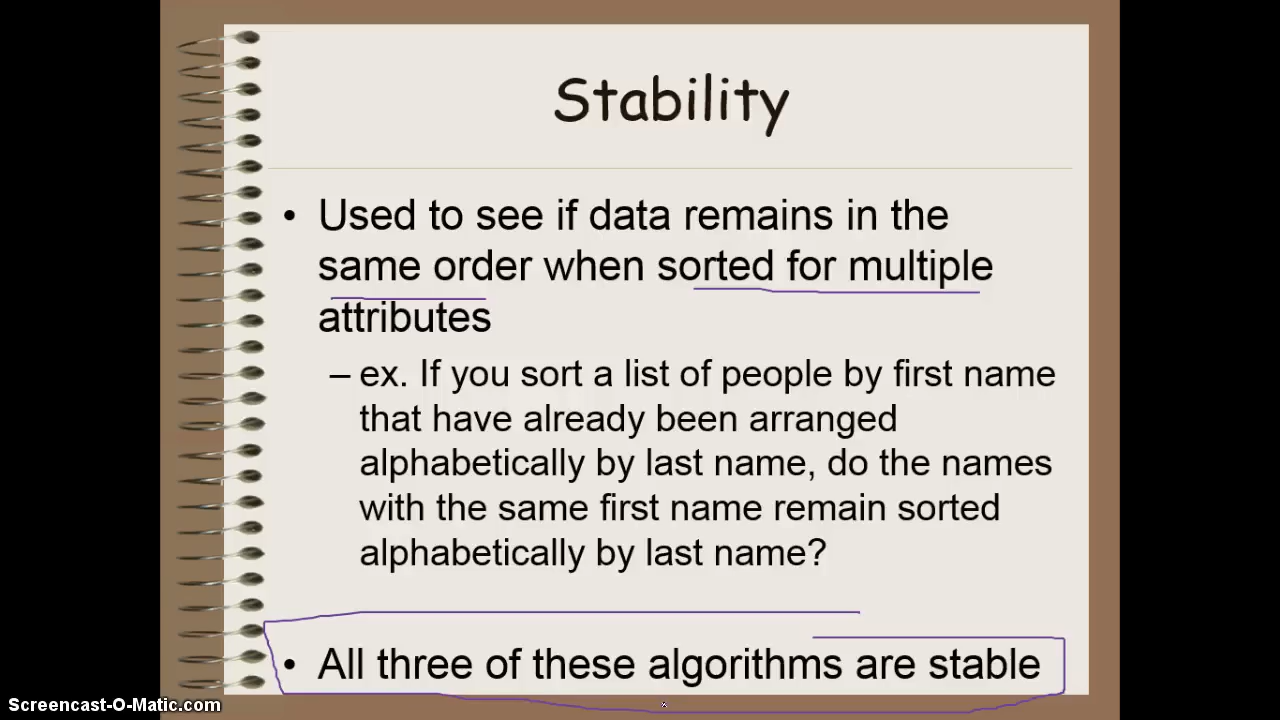 Stability
• Used to see if data remains in the
same order when sorted for multiple
attributes
– ex. If you sort a list of people by first name
that have already been arranged
alphabetically by last name, do the names
with the same first name remain sorted
alphabetically by last name?
• All three of these algorithms are stable
Screencast-O-Matic.com